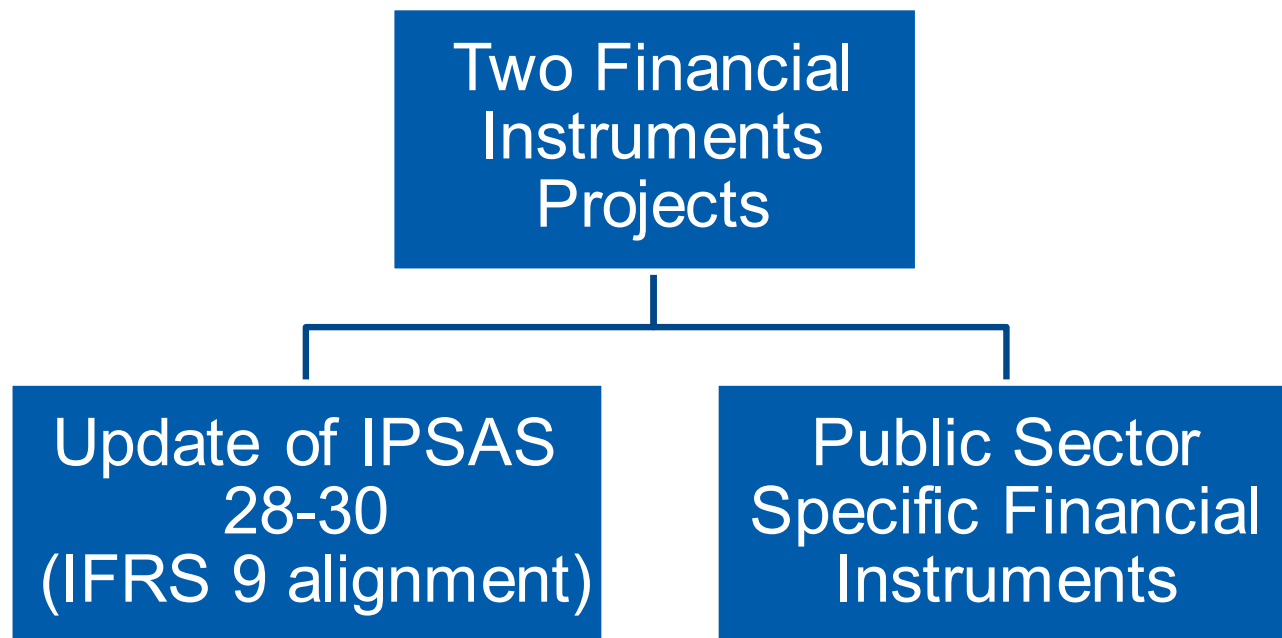 Two Financial
Instruments
Projects
Update of IPSAS
28-30
(IFRS 9 alignment)
Public Sector
Specific Financial
Instruments